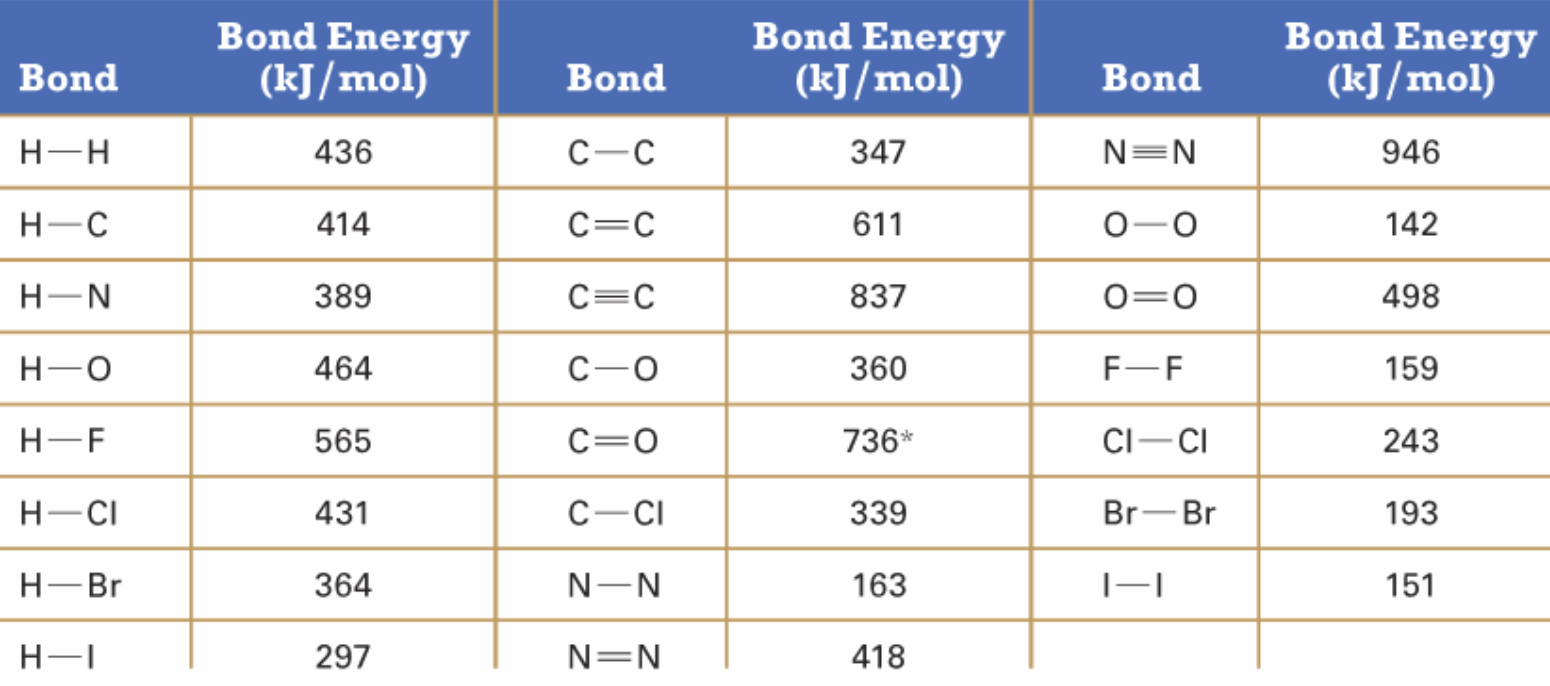 Bond Bond Energy (kJ/mol) Bond Bond Energy (kJ/mol) Bond Bond Energy (kJ/mol)
H—H 436 C—C 347 N≡N 946
H—C 414 C=C 611 O—O 142
H—N 389 C≡C 837 O=O 498
H—O 464 C—O 360 F—F 159
H—F 565 C=O 736* Cl—Cl 243
H—Cl 431 C—Cl 339 Br—Br 193
H—Br 364 N—N 163 I—I 151
H—I 297 N=N 418